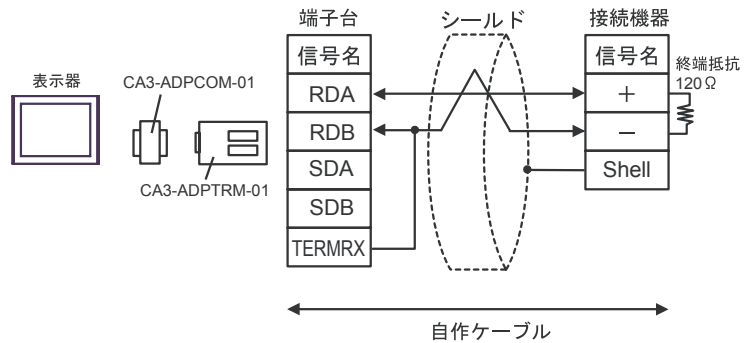 端子台
シールド
接続機器
信号名
信号名
終端抵抗
120Ω
表示器
CA3-ADPCOM-01
RDA
+
RDB
−
SDA
Shell
CA3-ADPTRM-01
SDB
TERMRX
自作ケーブル